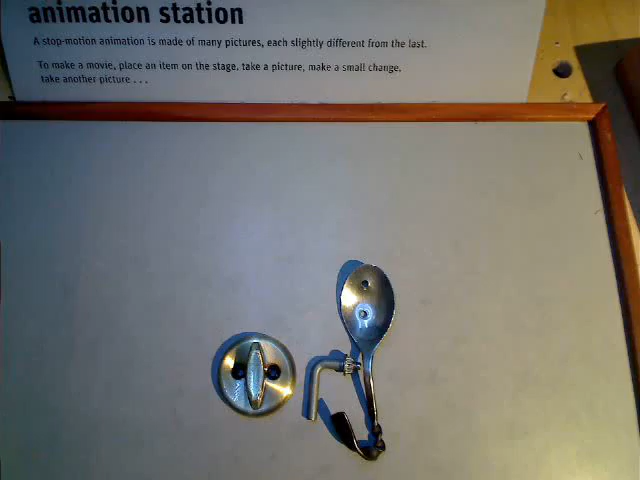 animation station
A stop-motion animation is made of many pictures, each slightly different from the last.
To make a movie, place an item on the stage, take a picture, make a small change,
take another picture . . .